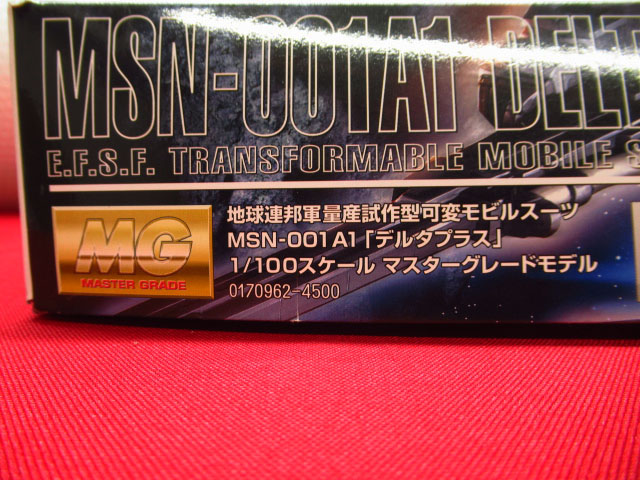 MSN-001A1 DELT
E.F.S.F. TRANSFORMABLE MOBILE S
MG
MASTER GRADE
地球連邦軍量産試作型可変モビルスーツ
MSN-001A1「デルタプラス」
1/100スケール マスターグレードモデル
0170962-4500